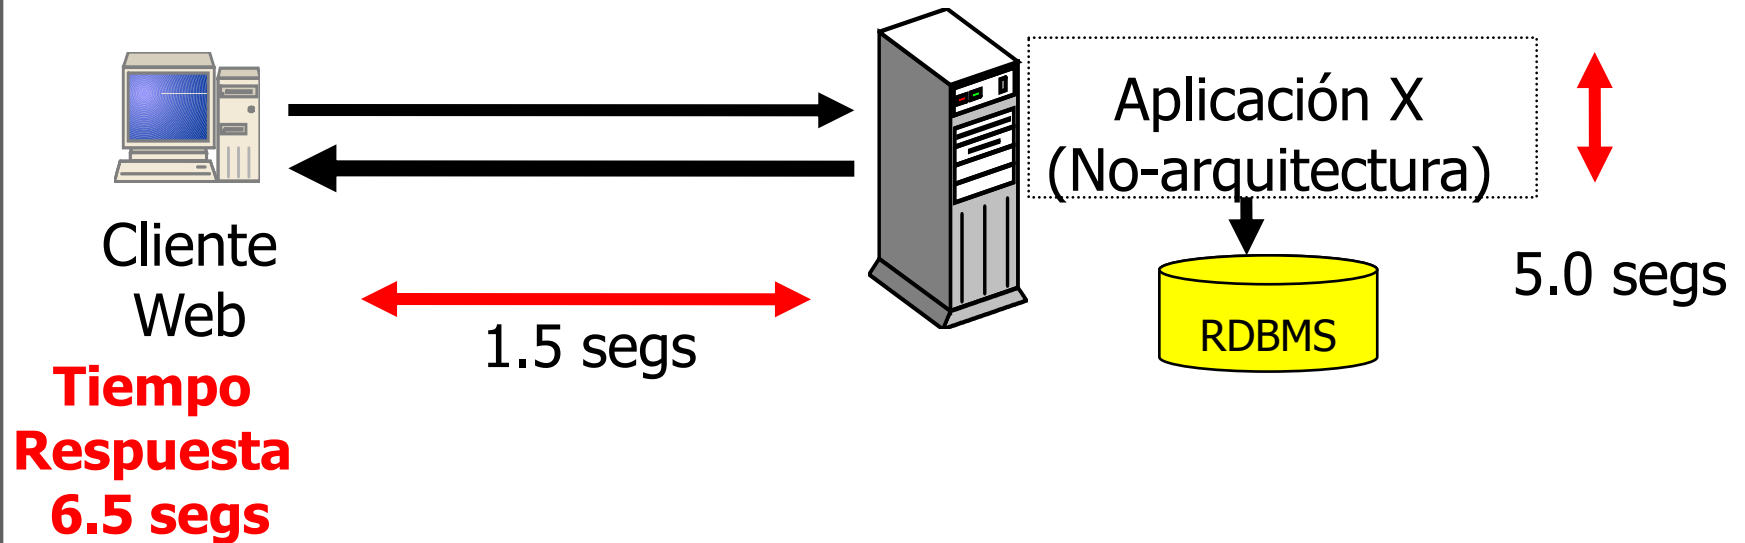 Aplicación X
(No-arquitectura)
Cliente
Web
1.5 segs
RDBMS
5.0 segs
Tiempo
Respuesta
6.5 segs